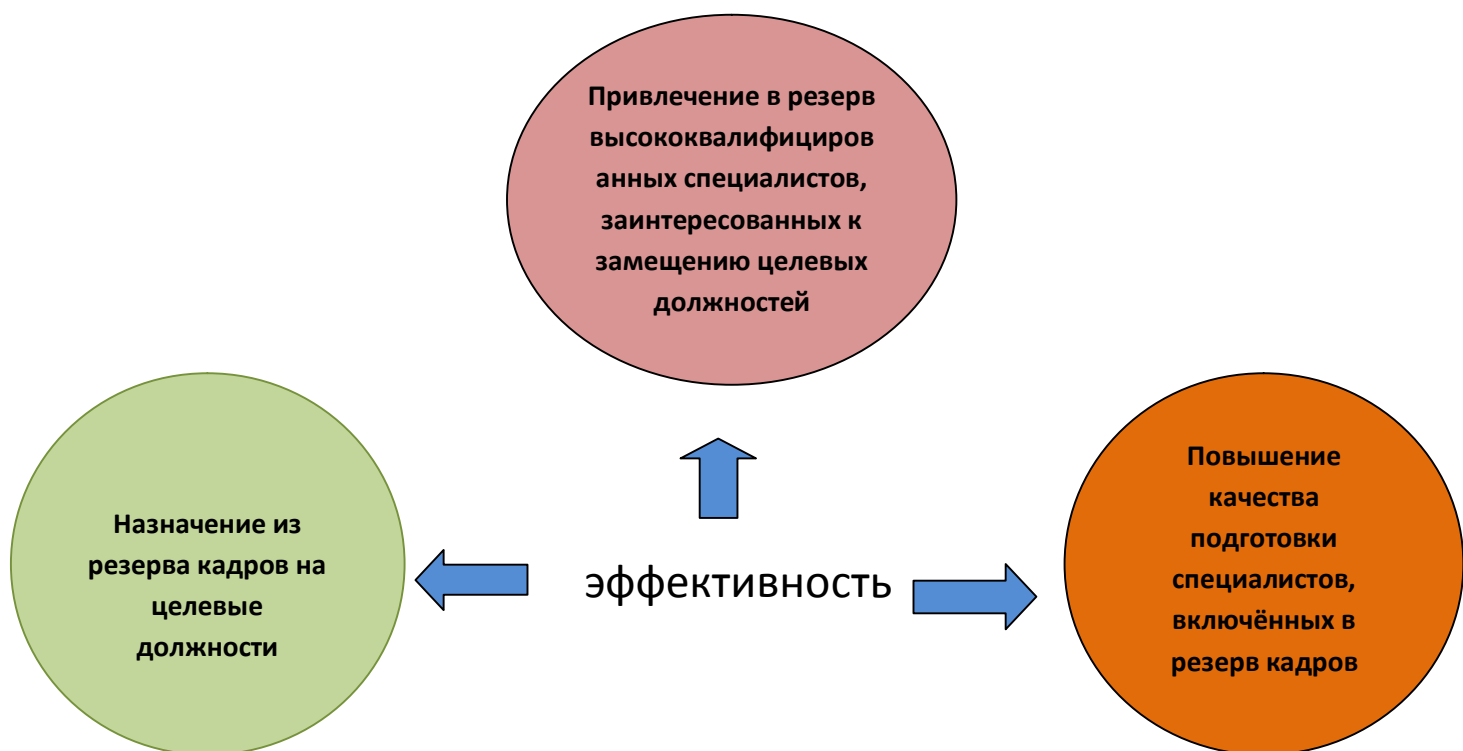 Привлечение в резерв
высококвалифициров
анных специалистов,
заинтересованных к
замещению целевых
должностей
Назначение из
резерва кадров на
целевые
должности
эффективность
Повышение
качества
подготовки
специалистов,
включённых в
резерв кадров